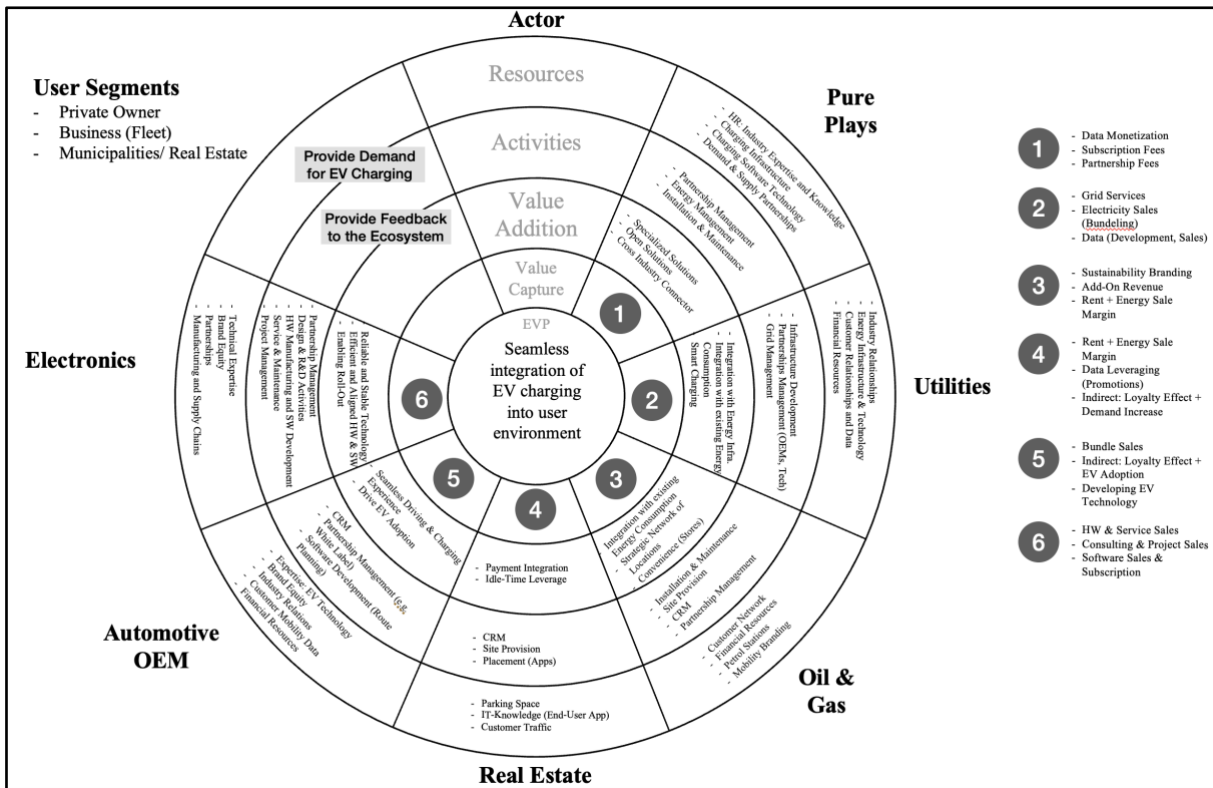 Actor
Resources
Activities
Value
Addition
Value
Capture
EVP
Seamless
integration of
EV charging
into user
environment
User Segments
- Private Owner
- Business (Fleet)
- Municipalities/ Real Estate
Provide Demand
for EV Charging
Provide Feedback
to the Ecosystem
Pure
Plays
- HR: Industry Expertise and Knowledge
- Charging Infrastructure
- Charging Software Technology
- Demand & Supply Partnerships
- Partnership Management
- Energy Management
- Installation & Maintenance
- Specialized Solutions
- Open Solutions
- Cross Industry Connector
1
Utilities
- Industry Relationships
- Energy Infrastructure & Technology
- Customer Relationships and Data
- Financial Resources
- Infrastructure Development
- Partnerships Management (OEMs, Tech)
- Grid Management
- Integration with Energy Infra.
- Integration with existing Energy
Consumption
- Smart Charging
2
Oil &
Gas
- Customer Network
- Financial Resources
- Petrol Stations
- Mobility Branding
- Installation & Maintenance
- Site Provision
- CRM
- Partnership Management
- Integration with existing
Energy Consumption
- Strategic Network of
Locations
- Convenience (Stores)
3
Real Estate
- Parking Space
- IT-Knowledge (End-User App)
- Customer Traffic
- CRM
- Site Provision
- Placement (Apps)
- Payment Integration
- Idle-Time Leverage
4
Automotive
OEM
- Expertise: EV Technology
- Brand Equity
- Industry Relations
- Customer Mobility Data
- Financial Resources
- CRM
- Partnership Management (e.g.
White Label)
- Software Development (Route
Planning)
- Seamless Driving & Charging
Experience
- Drive EV Adoption
5
Electronics
- Technical Expertise
- Brand Equity
- Partnerships
- Manufacturing and Supply Chains
- Partnership Management
- Design & R&D Activities
- HW Manufacturing and SW Development
- Service & Maintenance
- Project Management
- Reliable and Stable Technology
- Efficient and Aligned HW & SW
- Enabling Roll-Out
6
1
- Data Monetization
- Subscription Fees
- Partnership Fees
2
- Grid Services
- Electricity Sales
(Bundeling)
- Data (Development, Sales)
3
- Sustainability Branding
- Add-On Revenue
- Rent + Energy Sale
Margin
4
- Rent + Energy Sale
Margin
- Data Leveraging
(Promotions)
- Indirect: Loyalty Effect +
Demand Increase
5
- Bundle Sales
- Indirect: Loyalty Effect +
EV Adoption
- Developing EV
Technology
6
- HW & Service Sales
- Consulting & Project Sales
- Software Sales &
Subscription